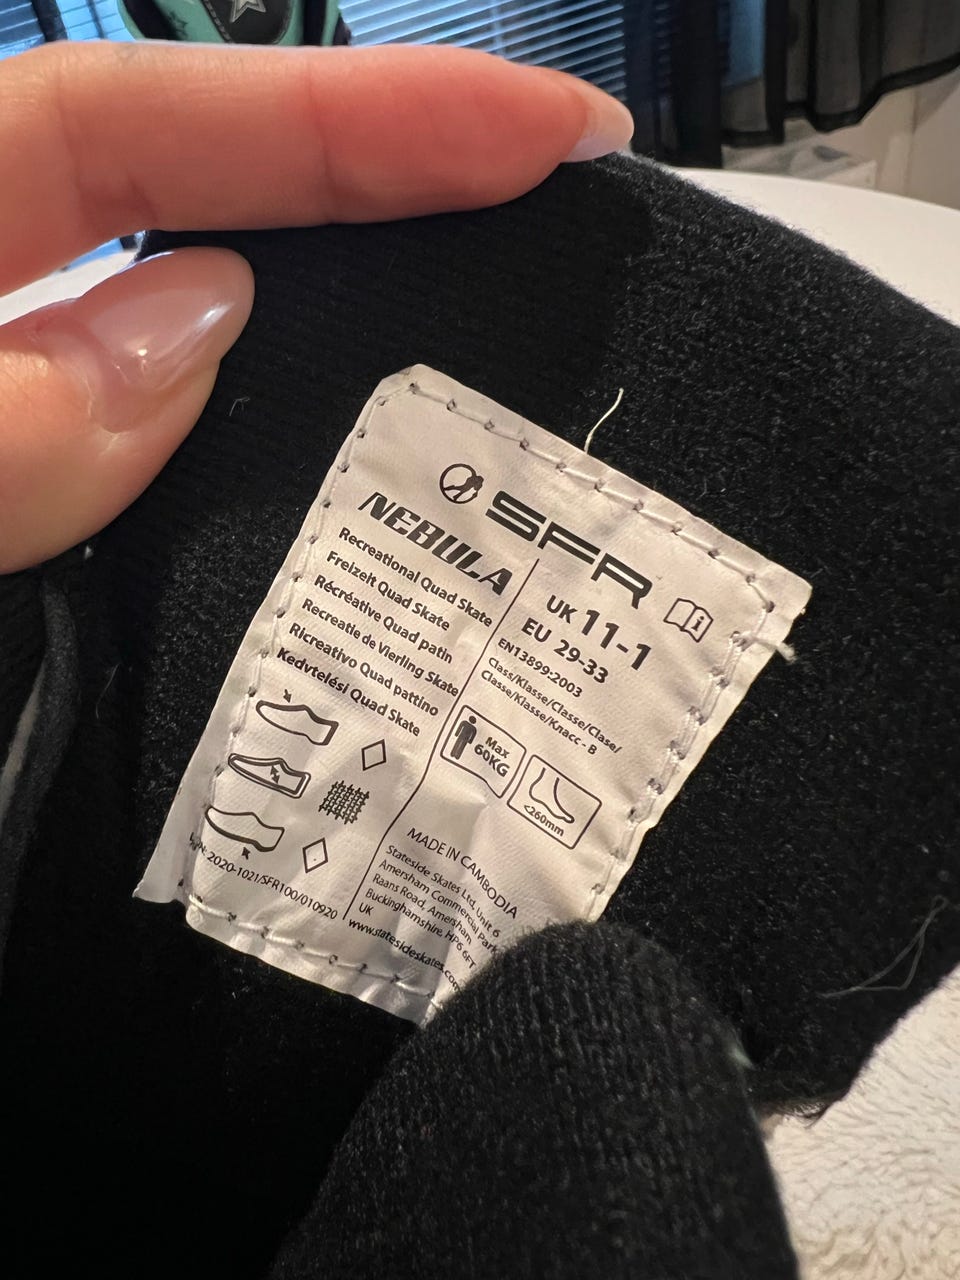 SFR
NEBULA
Recreational Quad Skate
Freizeit Quad Skate
Récréative Quad patin
Recreatie de Vierling Skate
Ricreativo Quad pattino
Kedvtelési Quad Skate
2020-1021/SFR100/010920
UK 11-1
EU 29-33
EN13899:2003
Class/Klasse/Classe/Clase/
Classe/Klasse/Класс - B
Max
60KG
<260mm
MADE IN CAMBODIA
Stateside Skates Ltd, Unit 6
Amersham Commercial Park
Raans Road, Amersham
Buckinghamshire, HP6 6FT
UK
www.statesideskates.com